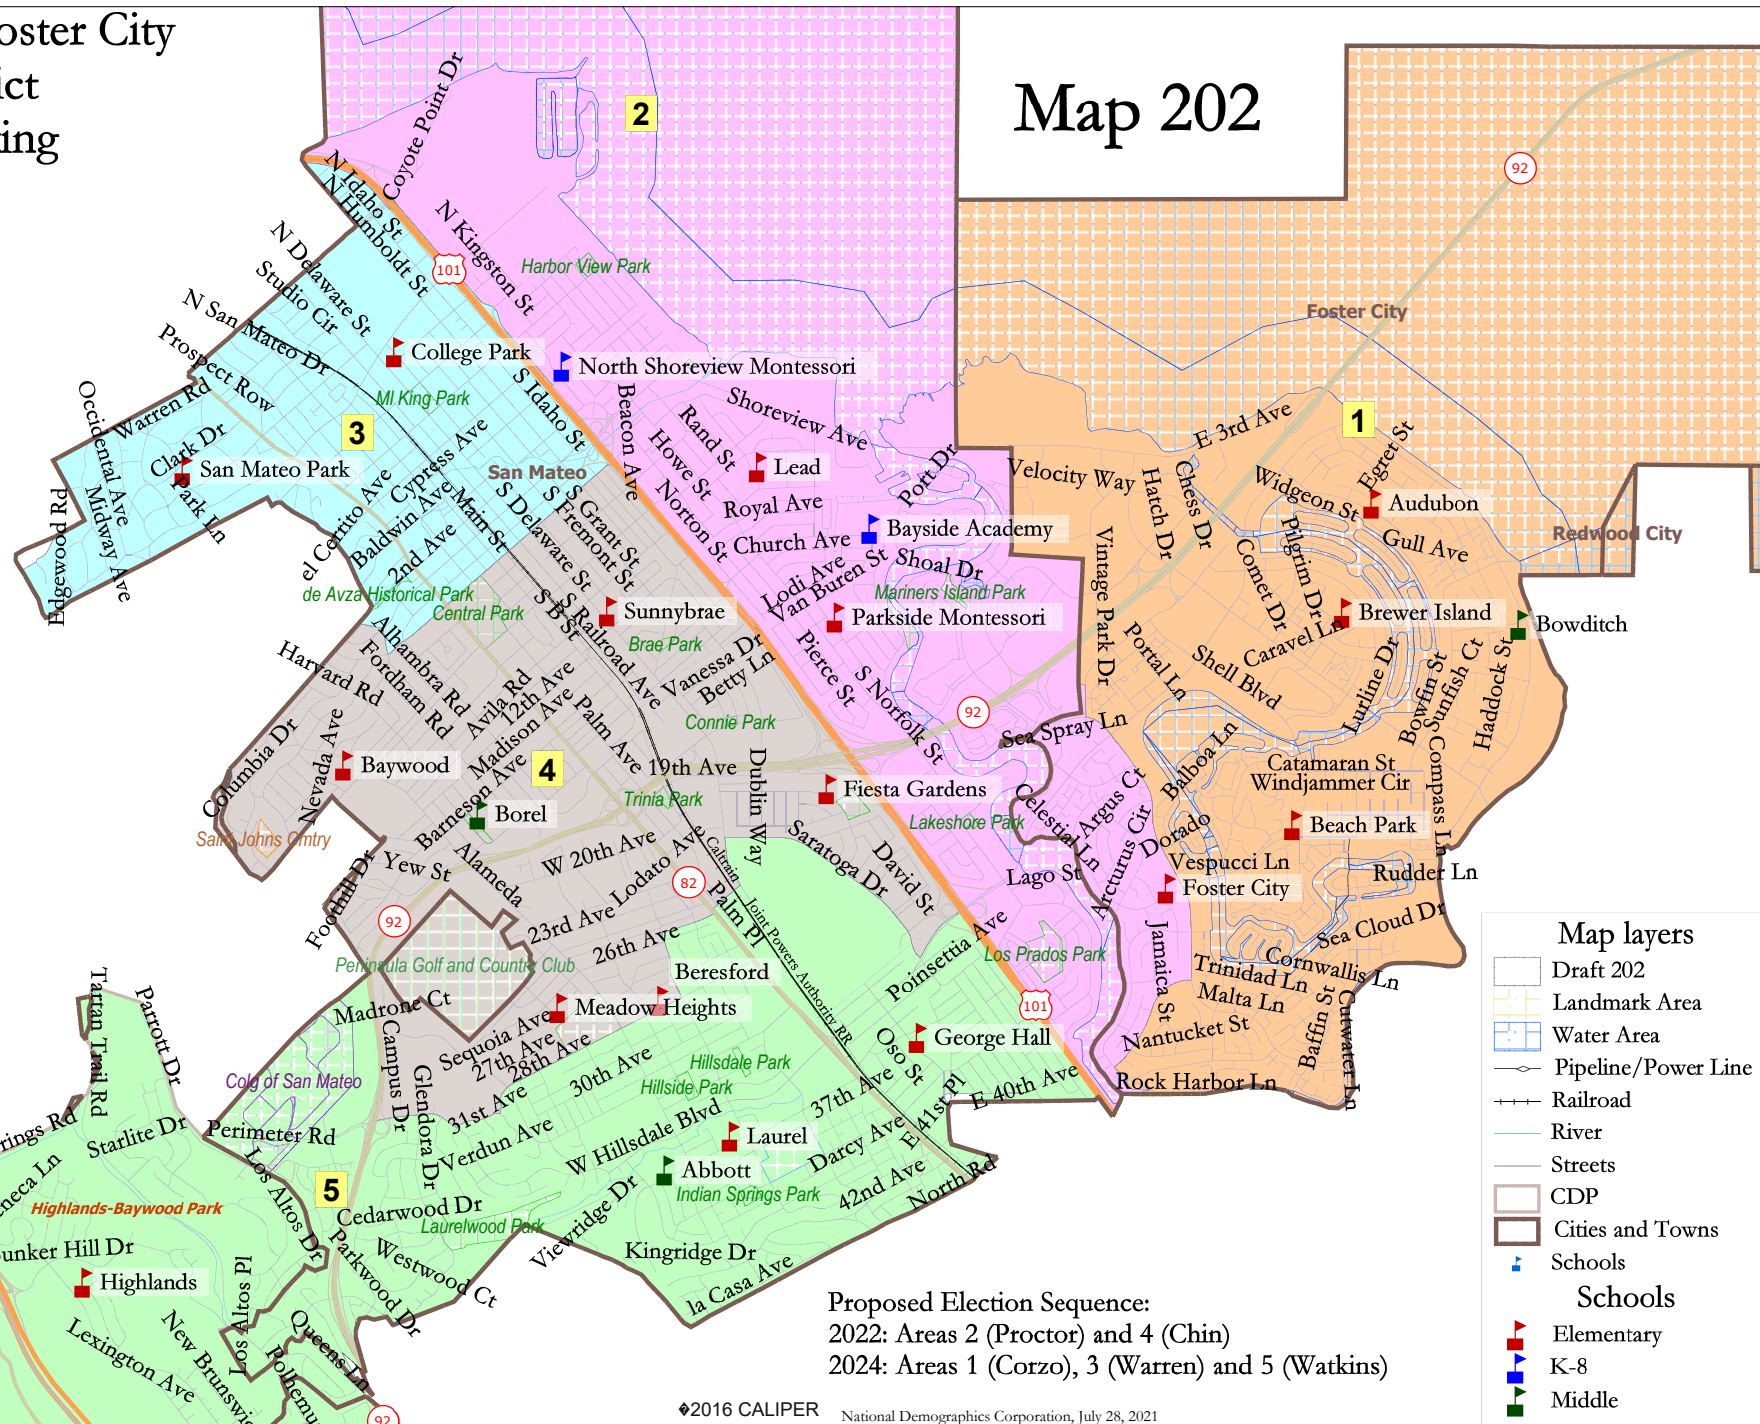 oster City
ict
king
Map 202
2
92
Coyote Point Dr
N Idaho St
N Humboldt St
N Kingston St
N Delaware St
Studio Cir
101
Harbor View Park
N San Mateo Dr
Foster City
Prospect Row
College Park
North Shoreview Montessori
Ml King Park
S Idaho St
Beacon Ave
Occidental Ave
Warren Rd
Shoreview Ave
Rand St
E 3rd Ave
1
3
Clark Dr
Cypress Ave
Howe St
Egret St
San Mateo Park
San Mateo
Lead
Port Dr
Velocity Way
Hatch Dr
Chess Dr
Widgeon St
Audubon
Edgewood Rd
Midway Ave
Park Ln
el Cerrito Ave
Baldwin Ave
Main St
S Delaware St
S Fremont St
S Grant St
Norton St
Royal Ave
Bayside Academy
Redwood City
2nd Ave
Church Ave
Shoal Dr
Vintage Park Dr
Comet Dr
Pilgrim Dr
Gull Ave
Lodi Ave
Van Buren St
de Avza Historical Park
Central Park
S B St
S Railroad Ave
Sunnybrae
Mariners Island Park
Parkside Montessori
Brewer Island
Bowditch
Alhambra Rd
Fordham Rd
Harvard Rd
Brae Park
Vanessa Dr
Betty Ln
Pierce St
S Norfolk St
Portal Ln
Shell Blvd
Caravel Ln
Lurline Dr
Bowfin St
Sunfish Ct
Haddock St
Avila Rd
12th Ave
Madison Ave
Palm Ave
Connie Park
92
Sea Spray Ln
Columbia Dr
Nevada Ave
Baywood
Barneson Ave
4
19th Ave
Dublin Way
Balboa Ln
Catamaran St
Windjammer Cir
Compass Ln
Trinia Park
Fiesta Gardens
Celestial Ln
Argus Ct
Arcturus Cir
Borel
Lakeshore Park
Dorado
Beach Park
Saint Johns Cmtry
Foothill Dr
Yew St
Alameda
W 20th Ave
Lodato Ave
Caltrain
Joint Powers Authority RR
Saratoga Dr
David St
Vespucci Ln
Rudder Ln
Lago St
Foster City
82
Palm Pl
92
23rd Ave
26th Ave
Poinsettia Ave
Jamaica St
Sea Cloud Dr
Peninsula Golf and Country Club
Beresford
Los Prados Park
Trinidad Ln
Cornwallis Ln
Malta Ln
Tartan Trail Rd
Parrott Dr
Madrone Ct
Campus Dr
Meadow Heights
101
Baffin St
Cutwater Ln
Sequoia Ave
27th Ave
28th Ave
30th Ave
Hillsdale Park
Hillside Park
Oso St
George Hall
Nantucket St
Colg of San Mateo
Glendora Dr
31st Ave
37th Ave
E 41st Pl
E 40th Ave
Rock Harbor Ln
rings Rd
Starlite Dr
Perimeter Rd
Verdun Ave
W Hillsdale Blvd
Laurel
Darcy Ave
eneca Ln
Los Altos Dr
5
Abbott
Indian Springs Park
42nd Ave
North Rd
Highlands-Baywood Park
Cedarwood Dr
Laurelwood Park
Viewridge Dr
unker Hill Dr
Parkwood Dr
Westwood Ct
Kingridge Dr
la Casa Ave
Highlands
Los Altos Pl
Queens Ln
Lexington Ave
New Brunswic
Polhemu
92
Proposed Election Sequence:
2022: Areas 2 (Proctor) and 4 (Chin)
2024: Areas 1 (Corzo), 3 (Warren) and 5 (Watkins)
�2016 CALIPER
National Demographics Corporation, July 28, 2021
Map layers
Draft 202
Landmark Area
Water Area
Pipeline/Power Line
Railroad
River
Streets
CDP
Cities and Towns
Schools
Schools
Elementary
K-8
Middle